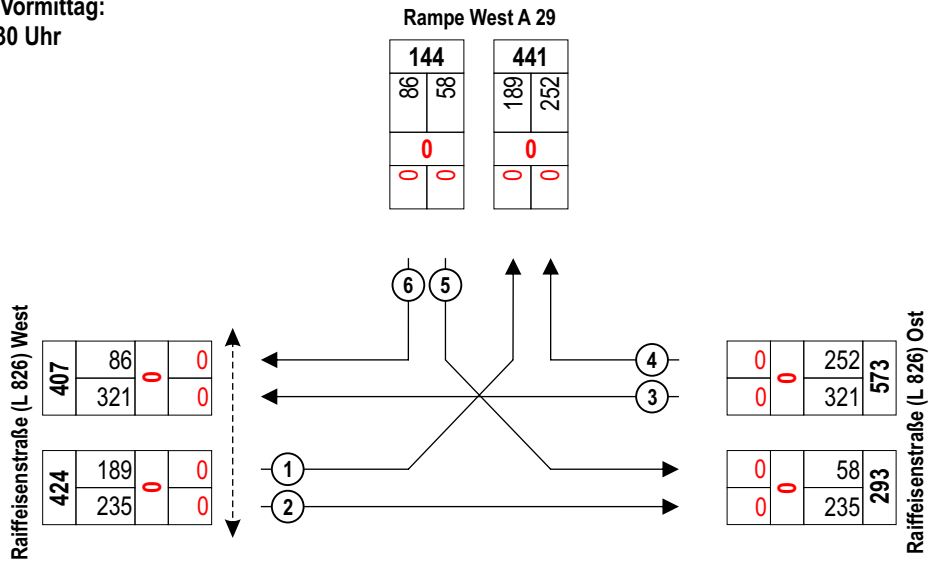 Vormittag:
30 Uhr
Rampe West A 29
144 441
86 58 189 252
0 0
0 0 0 0
6 5
Raiffeisenstraße (L 826) West
407 86 0 0
321 0
424 189 0 0
235 0
4
3
1
2
0 0 252 573
0 321
0 0 58 293
0 235
Raiffeisenstraße (L 826) Ost